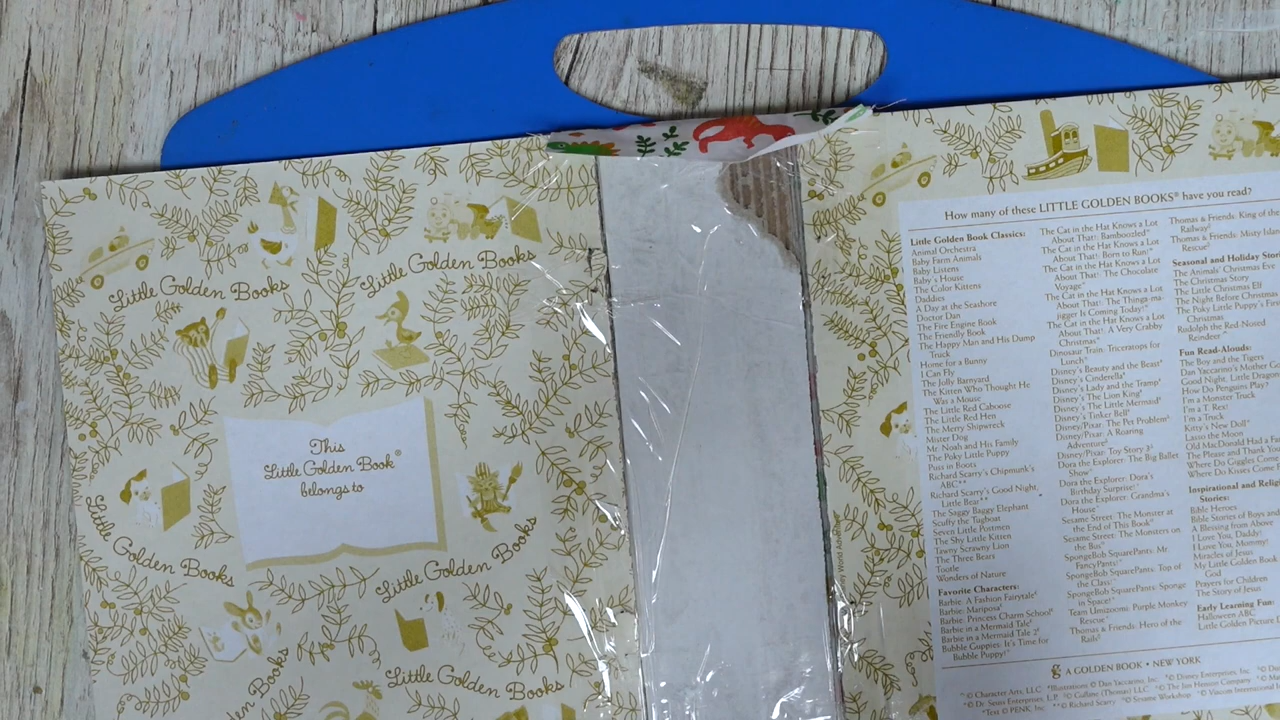 Little Golden Books
Little Golden Books
This
Little Golden Book®
belongs to
Little Golden Books
Little Golden Books
Books
Little Golden Books
How many of these LITTLE GOLDEN BOOKS® have you read?
Little Golden Book Classics:
Animal Orchestra
Baby Farm Animals
Baby Listens
Baby's House
The Color Kittens
Daddies
A Day at the Seashore
Doctor Dan
The Fire Engine Book
The Friendly Book
The Happy Man and His Dump
Truck
Home for a Bunny
I Can Fly
The Jolly Barnyard
The Kitten Who Thought He
Was a Mouse
The Little Red Caboose
The Little Red Hen
The Merry Shipwreck
Mister Dog
Mr. Noah and His Family
The Poky Little Puppy
Puss in Boots
Richard Scarry's Chipmunk's
ABC**
Richard Scarry's Good Night,
Little Bear**
The Saggy Baggy Elephant
Scuffy the Tugboat
Seven Little Postmen
The Shy Little Kitten
Tawny Scrawny Lion
The Three Bears
Tootle
Wonders of Nature
Favorite Characters:
Barbie: A Fashion Fairytale
Barbie: Mariposa
Barbie: Princess Charm School
Barbie in a Mermaid Tale
Barbie in a Mermaid Tale 2
Bubble Guppies: It's Time for
Bubble Puppy!
The Cat in the Hat Knows a Lot
About That!: Bamboozled
The Cat in the Hat Knows a Lot
About That!: Born to Run!
The Cat in the Hat Knows a Lot
About That!: The Chocolate
Voyage
The Cat in the Hat Knows a Lot
About That!: The Thinga-ma-
jigger Is Coming Today!
The Cat in the Hat Knows a Lot
About That!: A Very Crabby
Christmas
Dinosaur Train: Triceratops for
Lunch
Disney's Beauty and the Beast
Disney's Cinderella
Disney's Lady and the Tramp
Disney's The Lion King
Disney's The Little Mermaid
Disney's Tinker Bell
Disney/Pixar: The Pet Problem
Disney/Pixar: A Roaring
Adventure
Disney/Pixar: Toy Story 3
Dora the Explorer: The Big Ballet
Show
Dora the Explorer: Dora's
Birthday Surprise!
Dora the Explorer: Grandma's
House
Sesame Street: The Monster at
the End of This Book
Sesame Street: The Monsters on
the Bus
SpongeBob SquarePants: Mr.
FancyPants!
SpongeBob SquarePants: Top of
the Class!
SpongeBob SquarePants: Sponge
in Space!
Team Umizoomi: Purple Monkey
Rescue
Thomas & Friends: Hero of the
Rails
Thomas & Friends: King of the
Railway
Thomas & Friends: Misty Island
Rescue
Seasonal and Holiday Stori
The Animals' Christmas Eve
The Christmas Story
The Little Christmas Elf
The Night Before Christmas
The Poky Little Puppy's Fi
Christmas
Rudolph the Red-Nosed
Reindeer
Fun Read-Alouds:
The Boy and the Tigers
Dan Yaccarino's Mother Go
Good Night, Little Dragon
How Do Penguins Play?
I'm a Monster Truck
I'm a T. Rex!
I'm a Truck
Kitty's New Doll
Lasso the Moon
Old MacDonald Had a Fa
The Please and Thank You
Where Do Giggles Come
Where Do Kisses Come
Inspirational and Religi
Stories:
Bible Heroes
Bible Stories of Boys and
A Blessing from Above
I Love You, Daddy!
I Love You, Mommy!
Miracles of Jesus
My Little Golden Book
God
Prayers for Children
The Story of Jesus
Early Learning Fun:
Halloween ABC
Little Golden Picture
A GOLDEN BOOK • NEW YORK